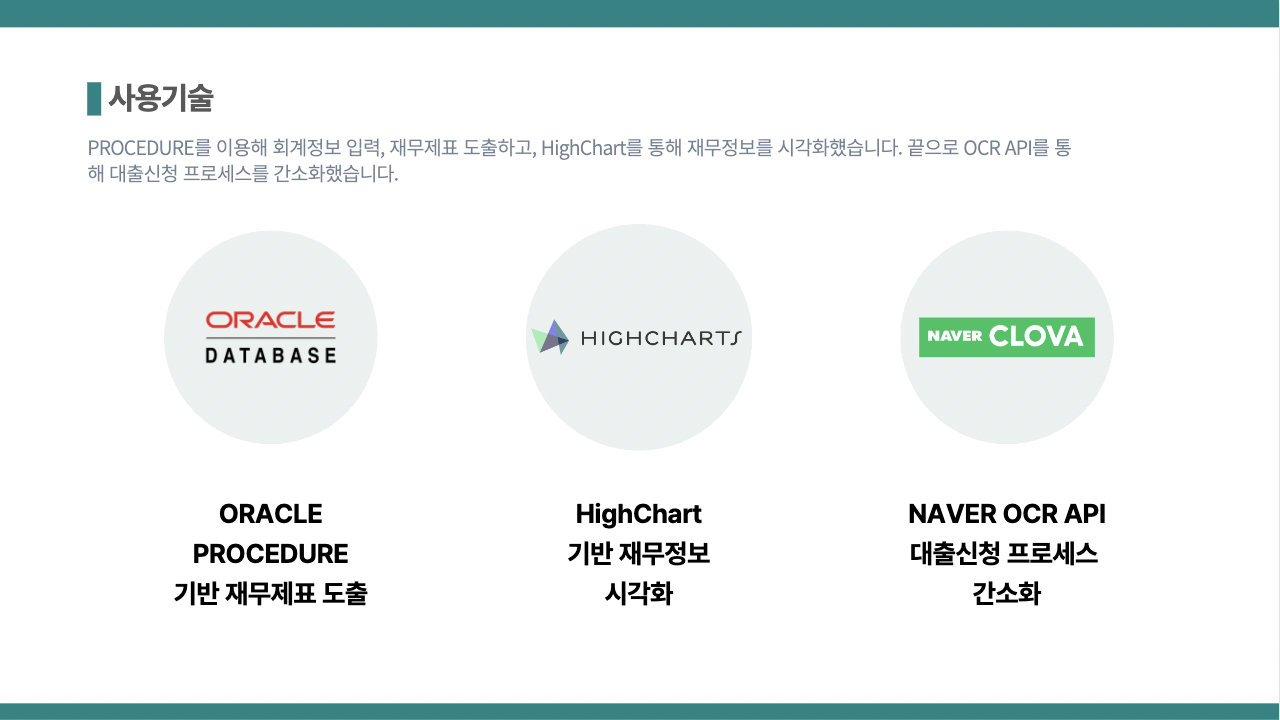 사용기술
PROCEDURE를 이용해 회계정보 입력, 재무제표 도출하고, HighChart를 통해 재무정보를 시각화했습니다. 끝으로 OCR API를 통
해 대출신청 프로세스를 간소화했습니다.
ORACLE
DATABASE
HIGHCHARTS
NAVER CLOVA
ORACLE
PROCEDURE
기반 재무제표 도출
HighChart
기반 재무정보
시각화
NAVER OCR API
대출신청 프로세스
간소화